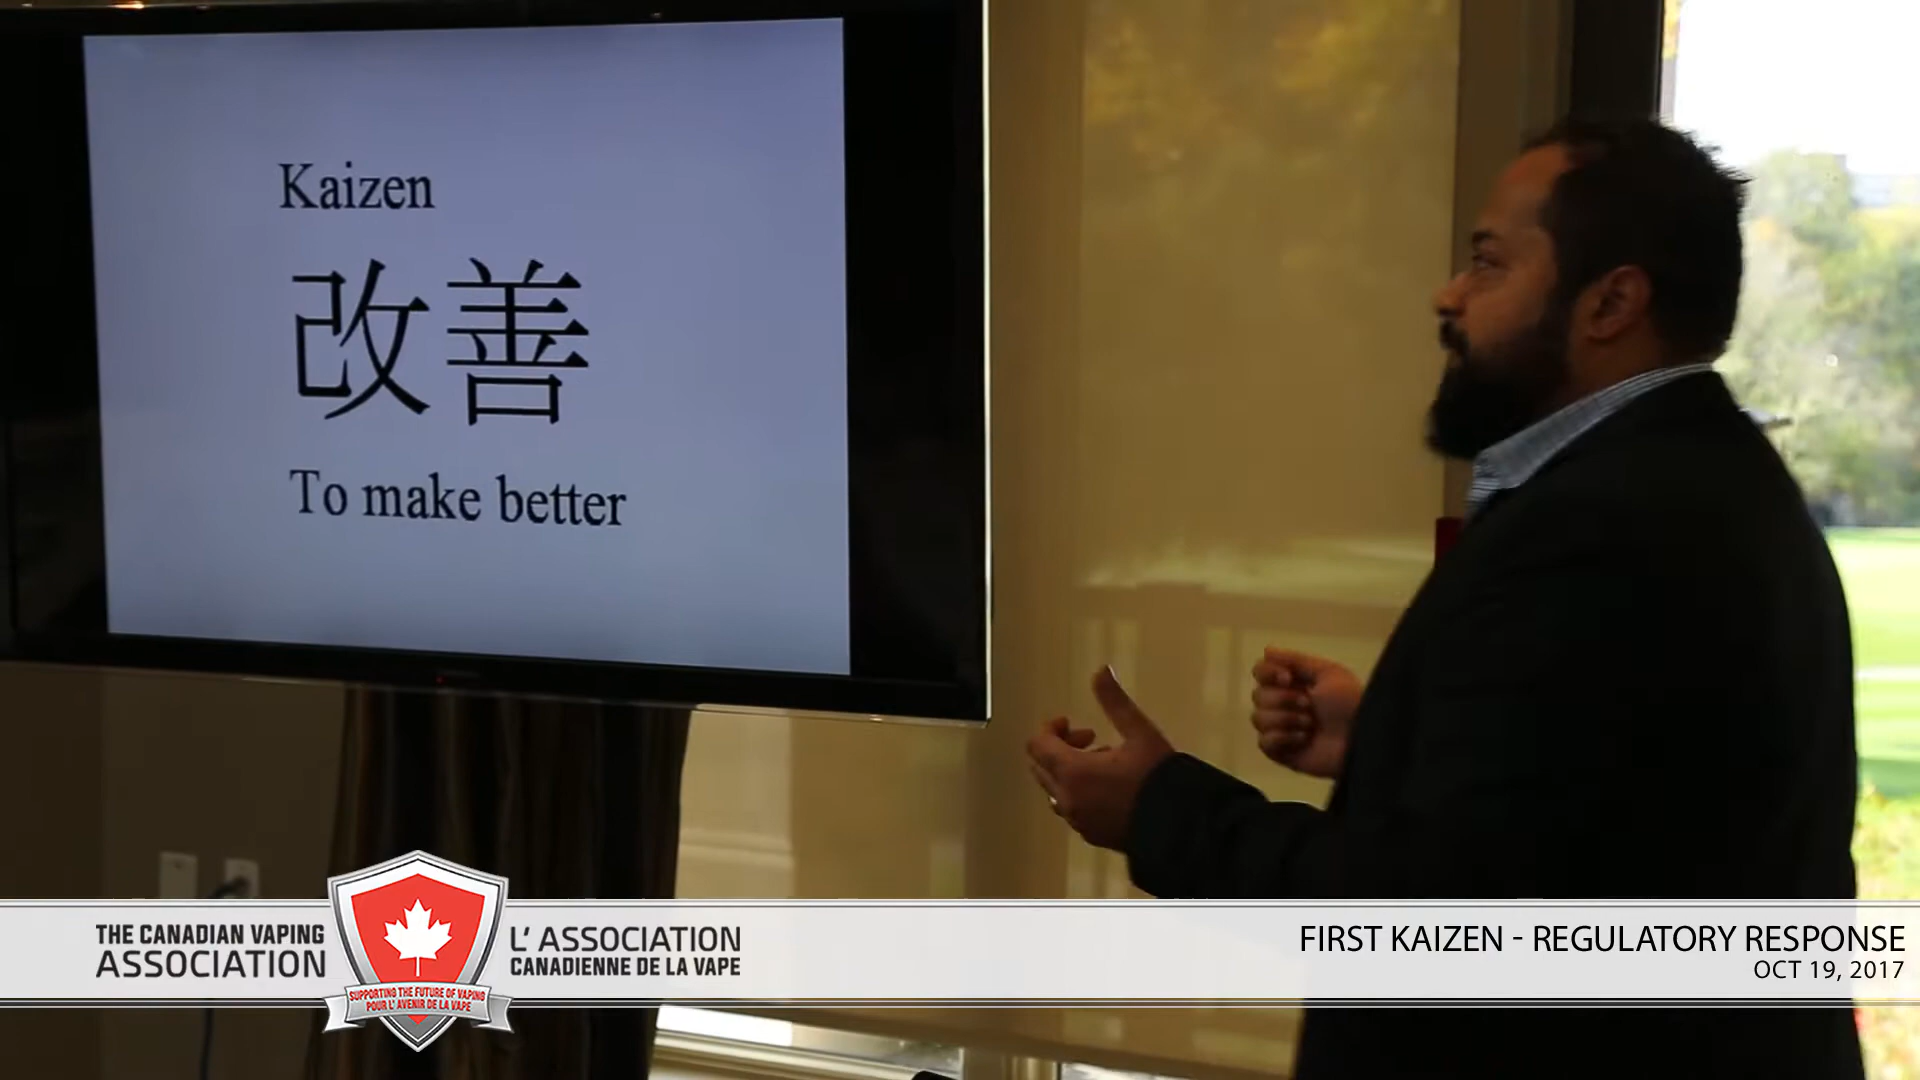 Kaizen
改善
To make better
THE CANADIAN VAPING
ASSOCIATION
L' ASSOCIATION
CANADIENNE DE LA VAPE
SUPPORTING THE FUTURE OF VAPING
POUR L' AVENIR DE LA VAPE
FIRST KAIZEN - REGULATORY RESPONSE
OCT 19, 2017